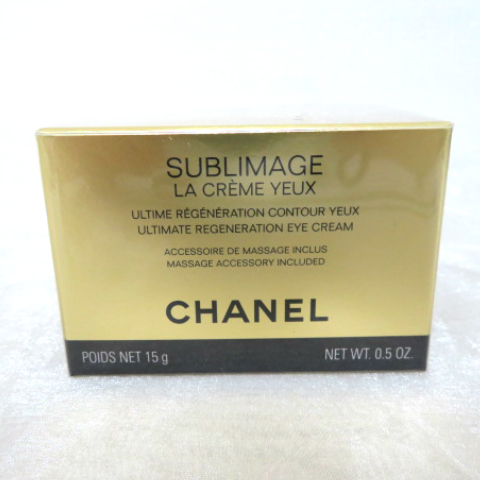 SUBLIMAGE
LA CRÈME YEUX
ULTIME RÉGÉNÉRATION CONTOUR YEUX
ULTIMATE REGENERATION EYE CREAM
ACCESSOIRE DE MASSAGE INCLUS
MASSAGE ACCESSORY INCLUDED
CHANEL
POIDS NET 15 g NET WT. 0.5 OZ.